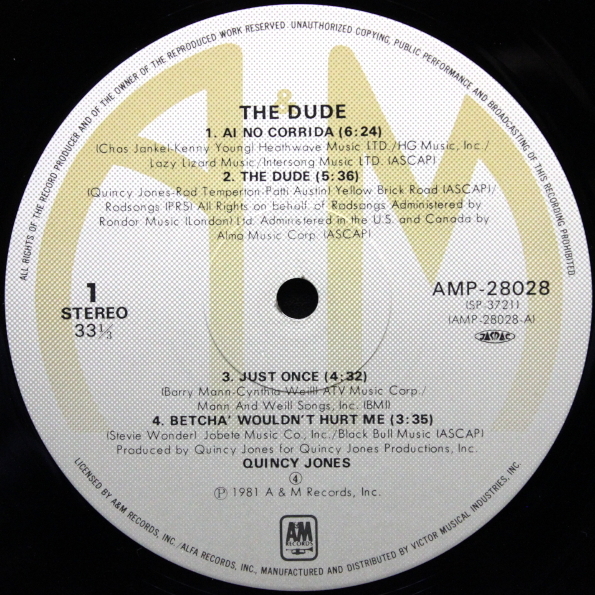 ALL RIGHTS OF THE RECORD PRODUCER AND OF THE OWNER OF THE REPRODUCED WORK RESERVED. UNAUTHORIZED COPYING, PUBLIC PERFORMANCE AND BROADCASTING OF THIS RECORDING PROHIBITED
THE DUDE
1. AI NO CORRIDA (6:24)
(Chas Jankel-Kenny Young) Heathwave Music LTD./HG Music, Inc./
Lazy Lizard Music/Intersong Music LTD. (ASCAP)
2. THE DUDE (5:36)
(Quincy Jones-Rod Temperton-Patti Austin) Yellow Brick Road (ASCAP)/
Rodsongs (PRS) All Rights on behalf of Rodsongs Administered by
Rondor Music (London) Ltd. Administered in the U.S. and Canada by
Almo Music Corp. (ASCAP)
1
STEREO
33⅓
AMP-28028
(SP-3721)
(AMP-28028-A)
JASRAC
3. JUST ONCE (4:32)
(Barry Mann-Cynthia Weill) ATV Music Corp./
Mann And Weill Songs, Inc. (BMI)
4. BETCHA' WOULDN'T HURT ME (3:35)
(Stevie Wonder) Jobete Music Co., Inc./Black Bull Music (ASCAP)
Produced by Quincy Jones for Quincy Jones Productions, Inc.
QUINCY JONES
④
℗ 1981 A & M Records, Inc.
A&M
RECORDS
LICENSED BY A&M RECORDS, INC./ALFA RECORDS, INC., MANUFACTURED AND DISTRIBUTED BY VICTOR MUSICAL INDUSTRIES, INC.